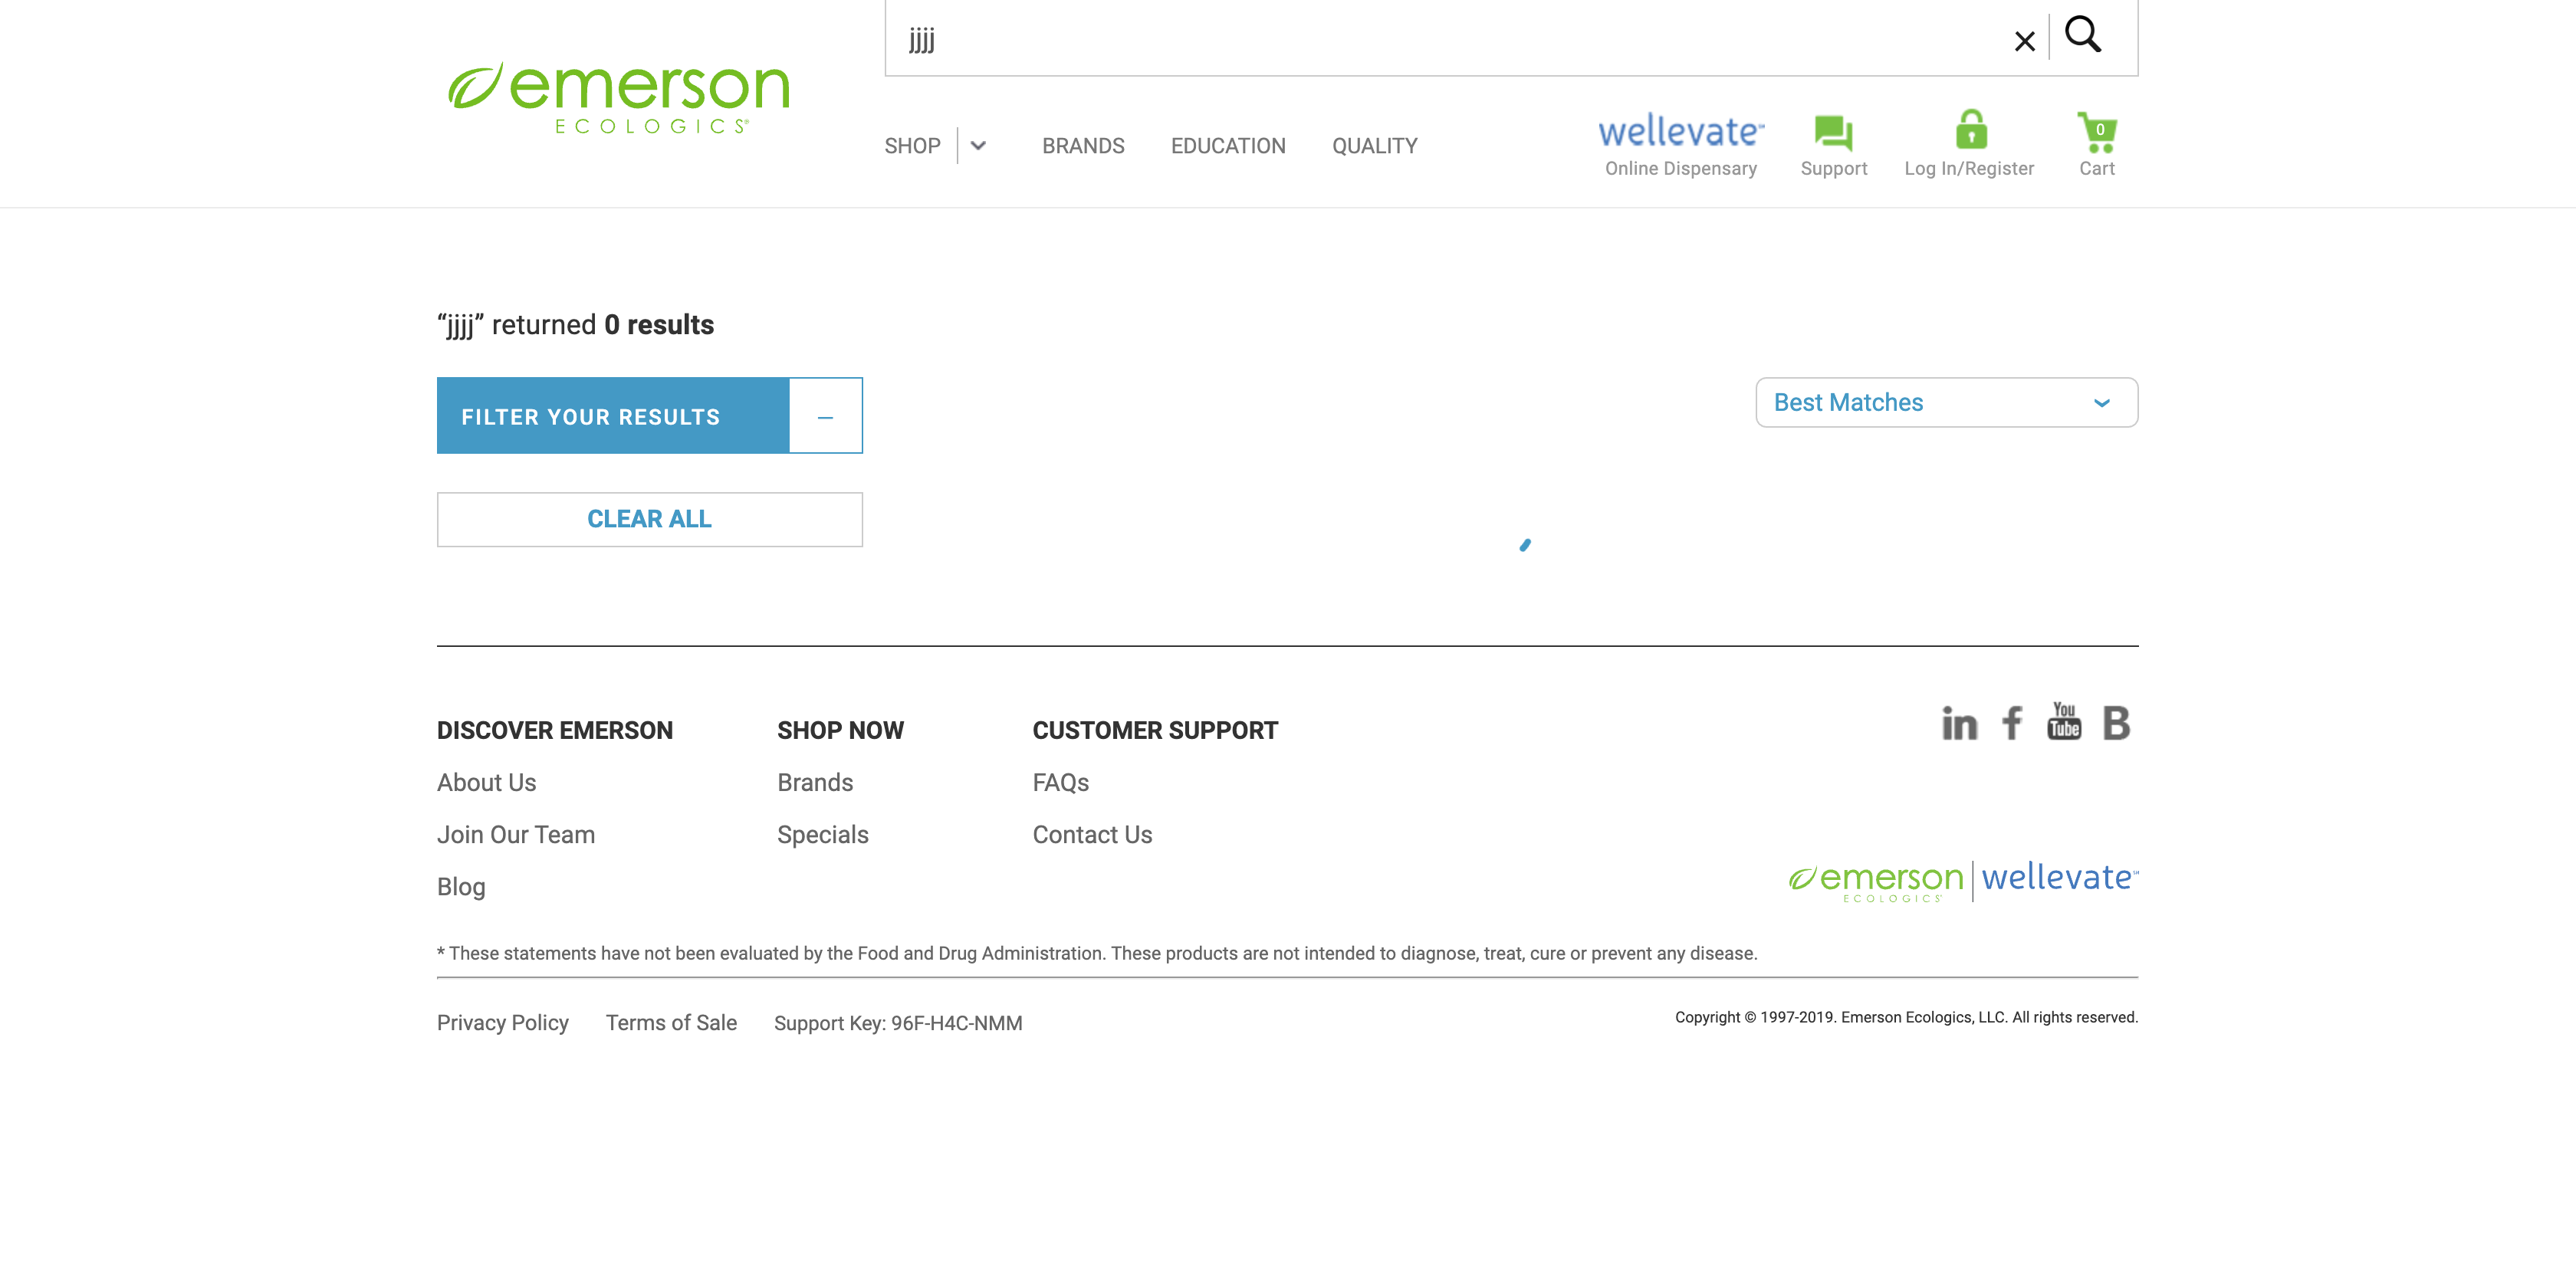 jjjj
emerson
ECOLOGICS®
SHOP
BRANDS
EDUCATION
QUALITY
wellevate℠
Online Dispensary
Support
Log In/Register
0
Cart
“jjjj” returned 0 results
FILTER YOUR RESULTS
Best Matches
CLEAR ALL
DISCOVER EMERSON
About Us
Join Our Team
Blog
SHOP NOW
Brands
Specials
CUSTOMER SUPPORT
FAQs
Contact Us
in
f
You
Tube
B
emerson
ECOLOGICS®
wellevate℠
* These statements have not been evaluated by the Food and Drug Administration. These products are not intended to diagnose, treat, cure or prevent any disease.
Privacy Policy
Terms of Sale
Support Key: 96F-H4C-NMM
Copyright © 1997-2019. Emerson Ecologics, LLC. All rights reserved.